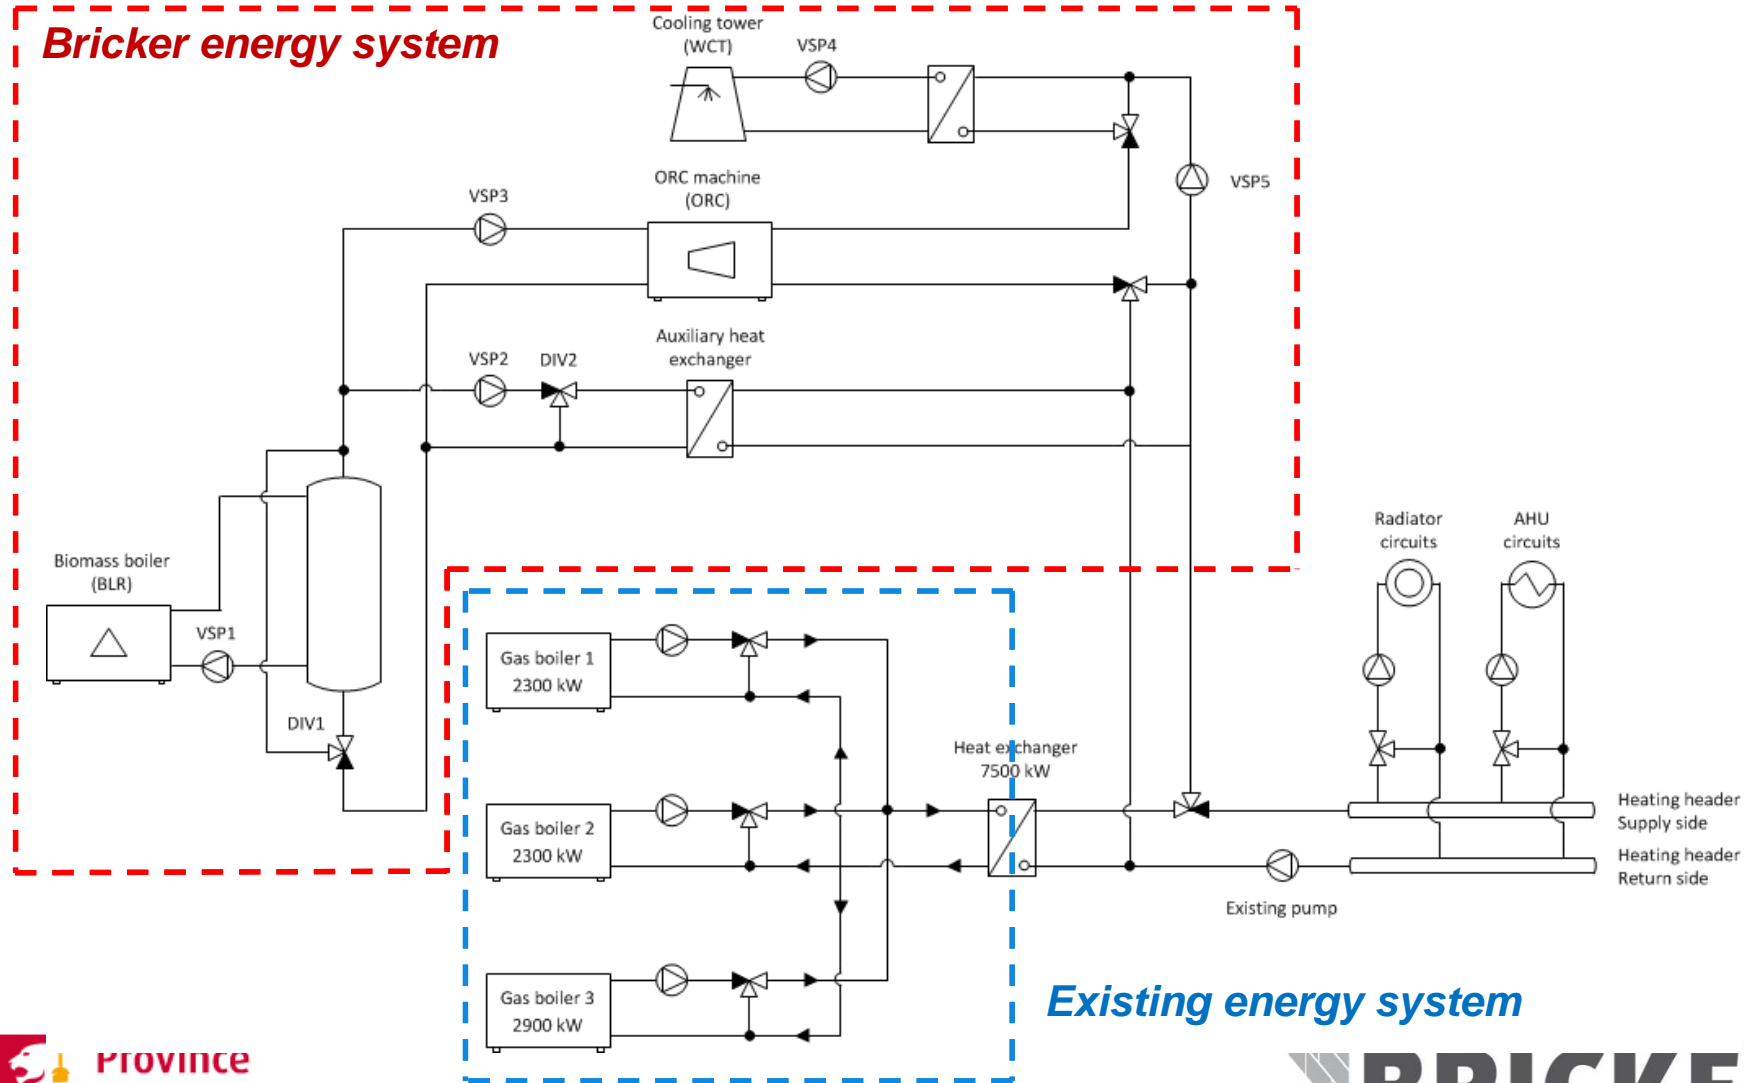 Bricker energy system
Cooling tower
(WCT)
VSP4
VSP3
ORC machine
(ORC)
VSP5
VSP2
DIV2
Auxiliary heat
exchanger
Biomass boiler
(BLR)
VSP1
DIV1
Radiator
circuits
AHU
circuits
Gas boiler 1
2300 kW
Heat exchanger
7500 kW
Gas boiler 2
2300 kW
Heating header
Supply side
Heating header
Return side
Existing pump
Gas boiler 3
2900 kW
Existing energy system
Province
BRICKE